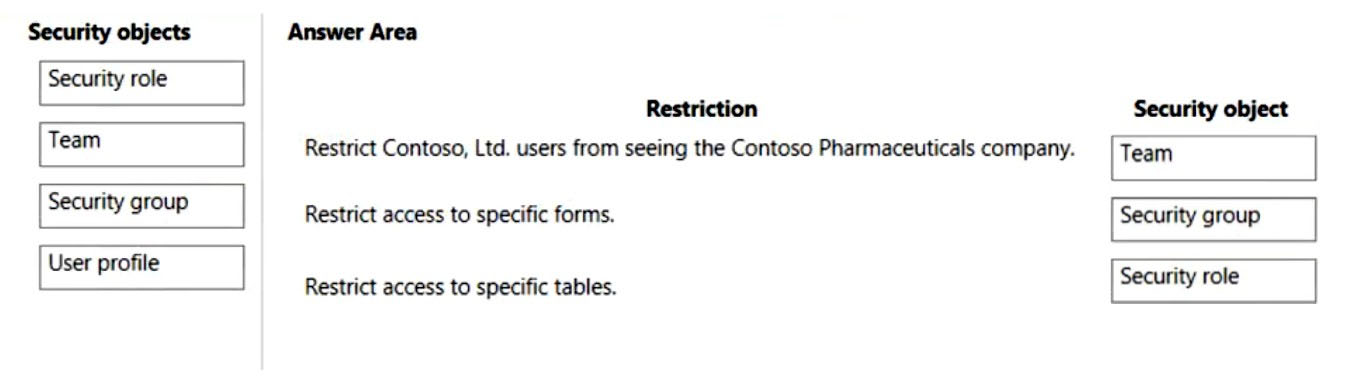 Security objects
Security role
Team
Security group
User profile
Answer Area
Restriction
Security object
Restrict Contoso, Ltd. users from seeing the Contoso Pharmaceuticals company.
Team
Restrict access to specific forms.
Security group
Restrict access to specific tables.
Security role